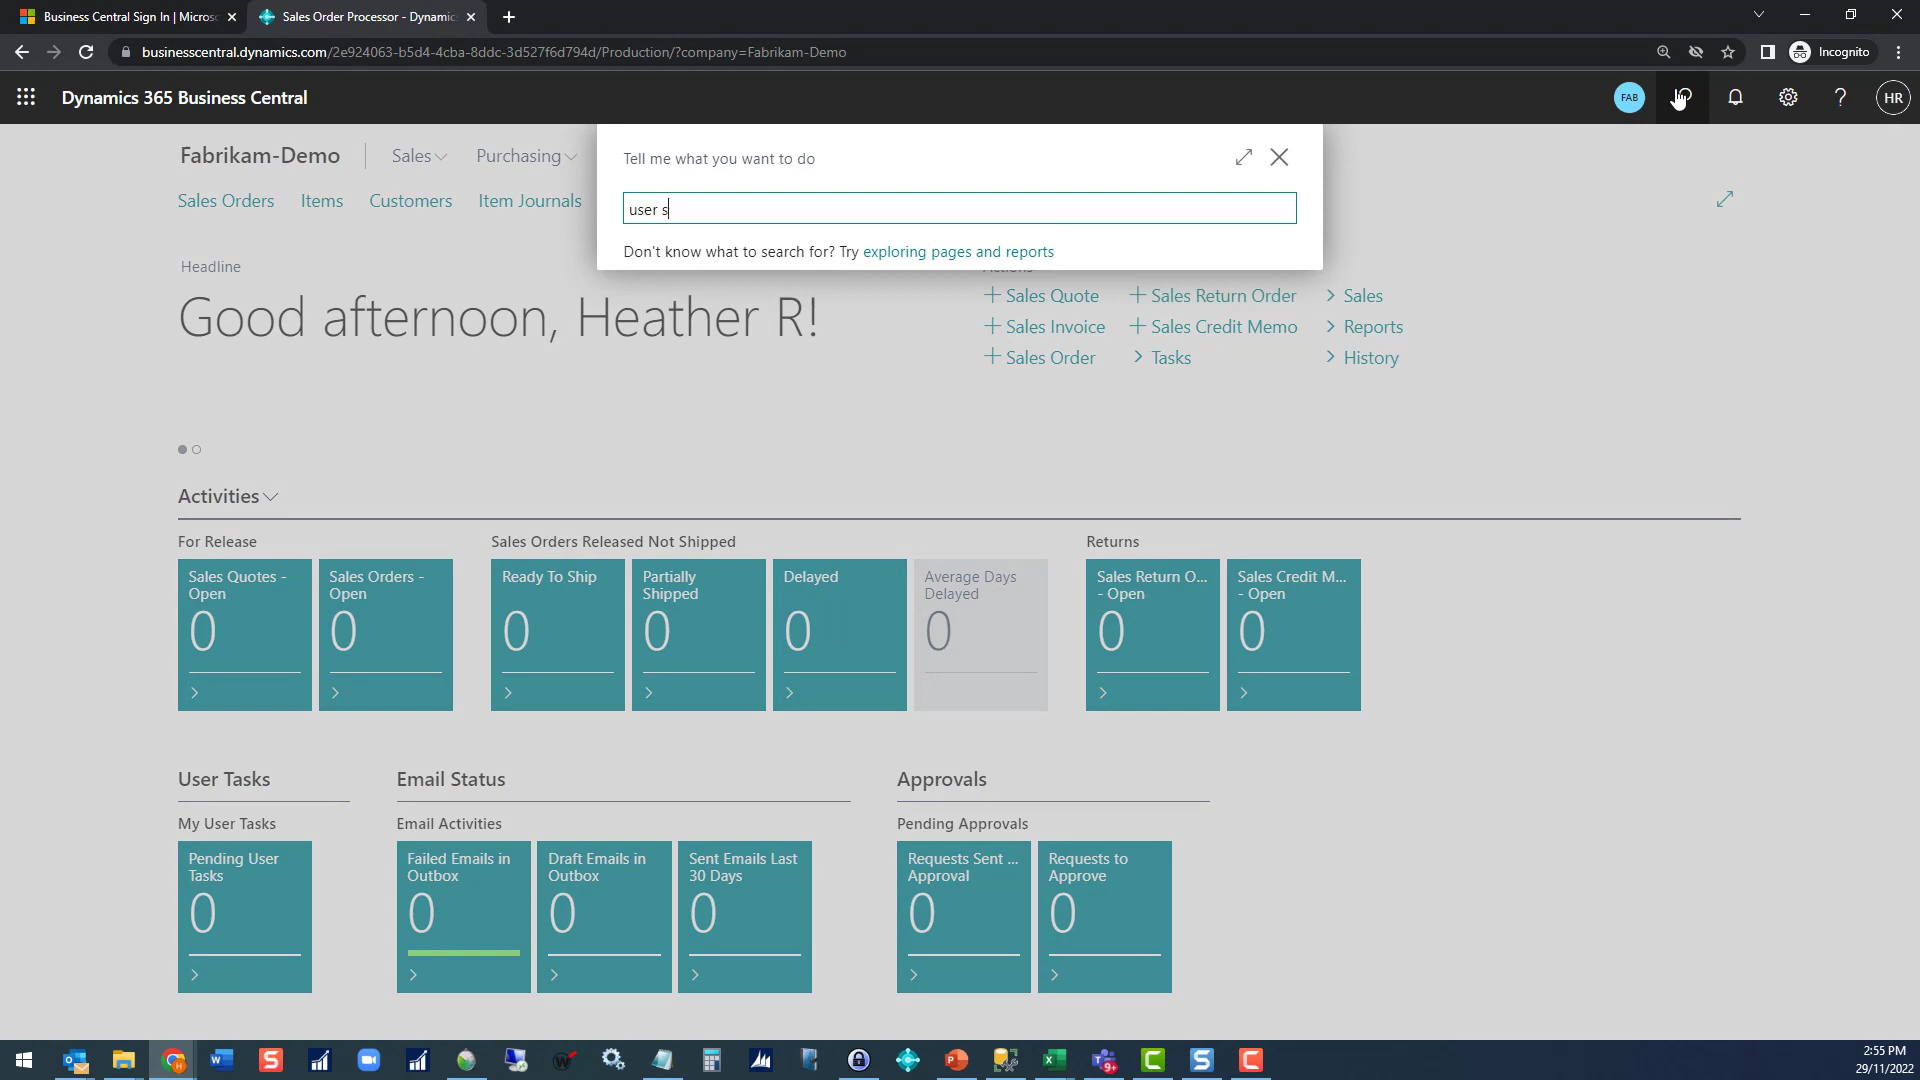 Business Central Sign In | Micros
Sales Order Processor - Dynamic
businesscentral.dynamics.com/2e924063-b5d4-4cba-8ddc-3d527f6d794d/Production/?company=Fabrikam-Demo
Incognito
Dynamics 365 Business Central
FAB
HR
Fabrikam-Demo
Sales
Purchasing
Tell me what you want to do
user s
Don't know what to search for? Try exploring pages and reports
Sales Orders
Items
Customers
Item Journals
Headline
Good afternoon, Heather R!
Actions
Sales Quote
Sales Return Order
Sales
Sales Invoice
Sales Credit Memo
Reports
Sales Order
Tasks
History
Activities
For Release
Sales Orders Released Not Shipped
Returns
Sales Quotes -
Open
0
Sales Orders -
Open
0
Ready To Ship
0
Partially
Shipped
0
Delayed
0
Average Days
Delayed
0
Sales Return O...
- Open
0
Sales Credit M...
- Open
0
User Tasks
Email Status
Approvals
My User Tasks
Email Activities
Pending Approvals
Pending User
Tasks
0
Failed Emails in
Outbox
0
Draft Emails in
Outbox
0
Sent Emails Last
30 Days
0
Requests Sent ...
Approval
0
Requests to
Approve
0
2:55 PM
29/11/2022